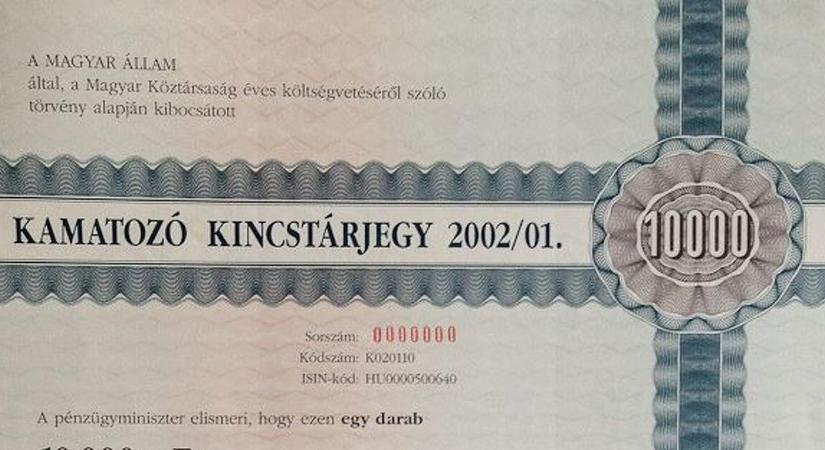 A MAGYAR ÁLLAM
által, a Magyar Köztársaság éves költségvetéséről szóló
törvény alapján kibocsátott
KAMATOZÓ KINCSTÁRJEGY 2002/01.
10000
Sorszám: 0000000
Kódszám: K020110
ISIN-kód: HU0000500640
A pénzügyminiszter elismeri, hogy ezen egy darab